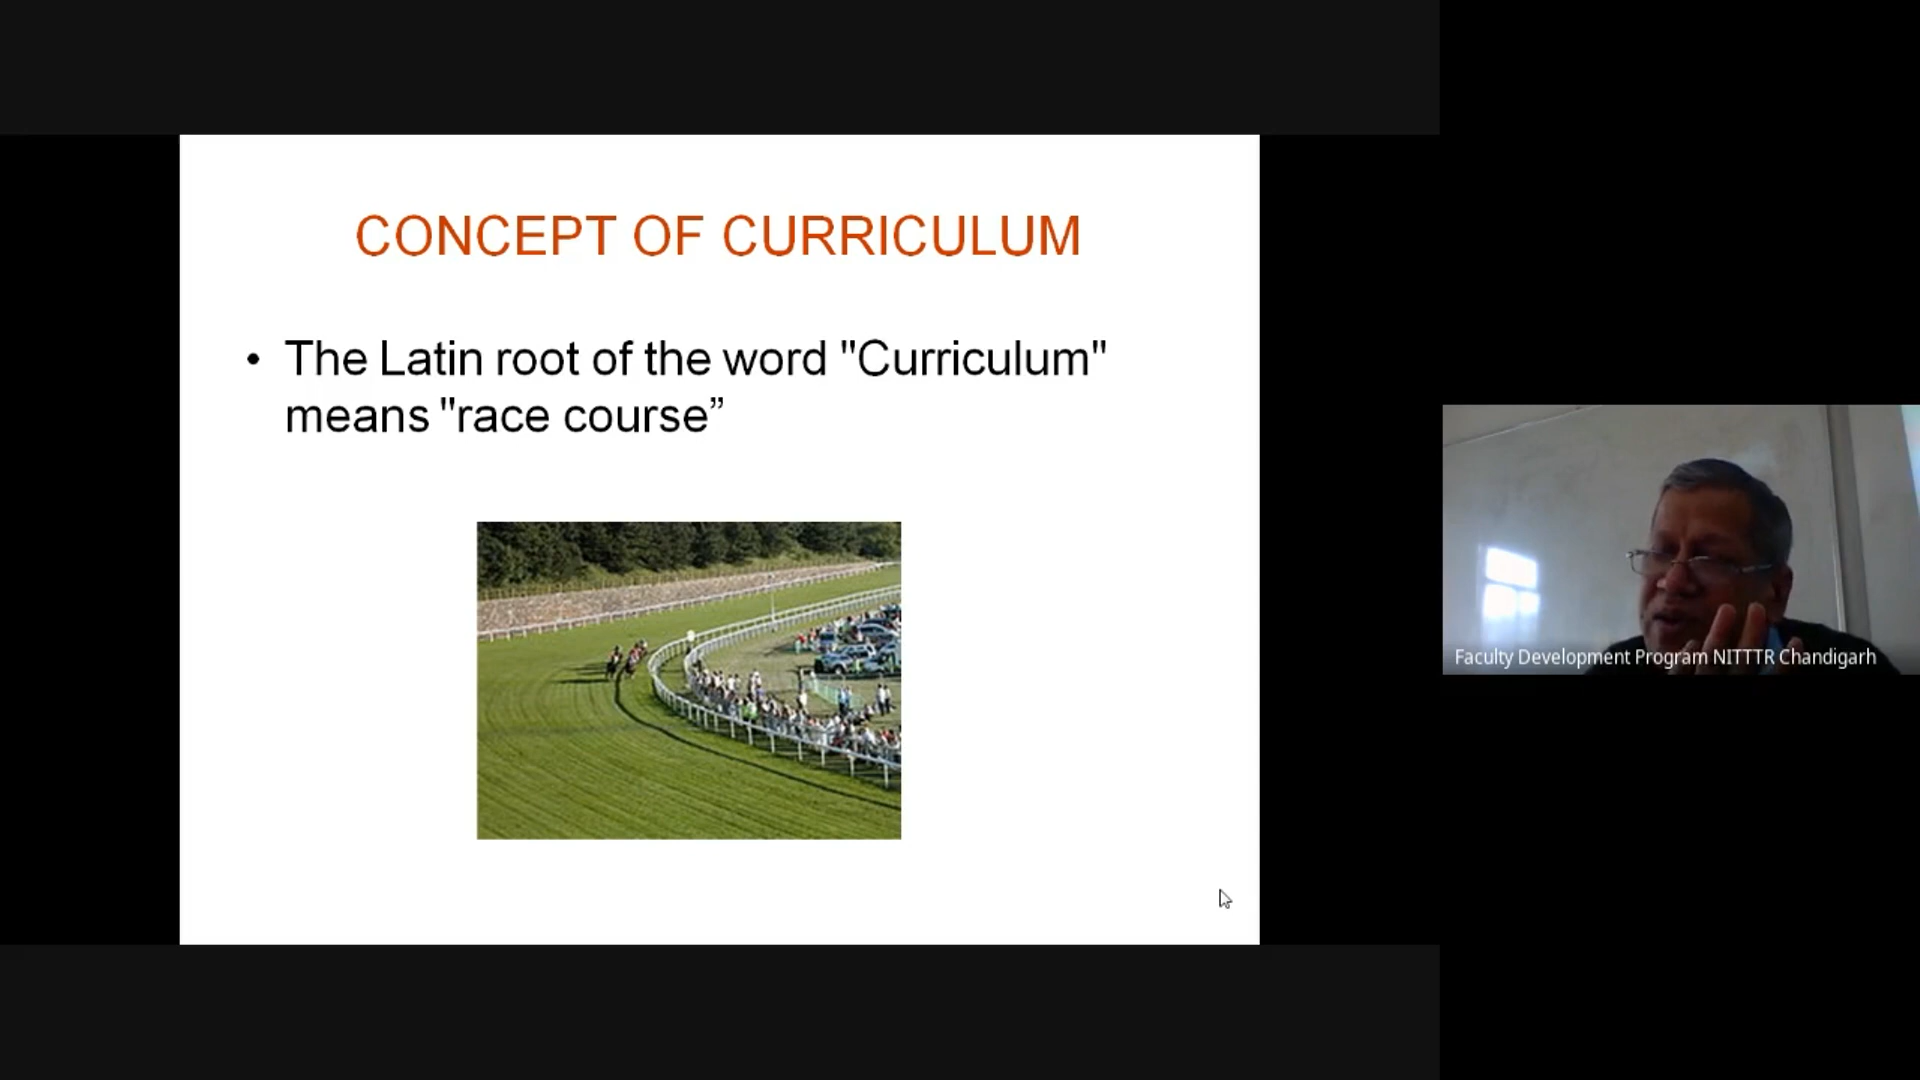 CONCEPT OF CURRICULUM
• The Latin root of the word "Curriculum"
means "race course”
Faculty Development Program NITTTR Chandigarh